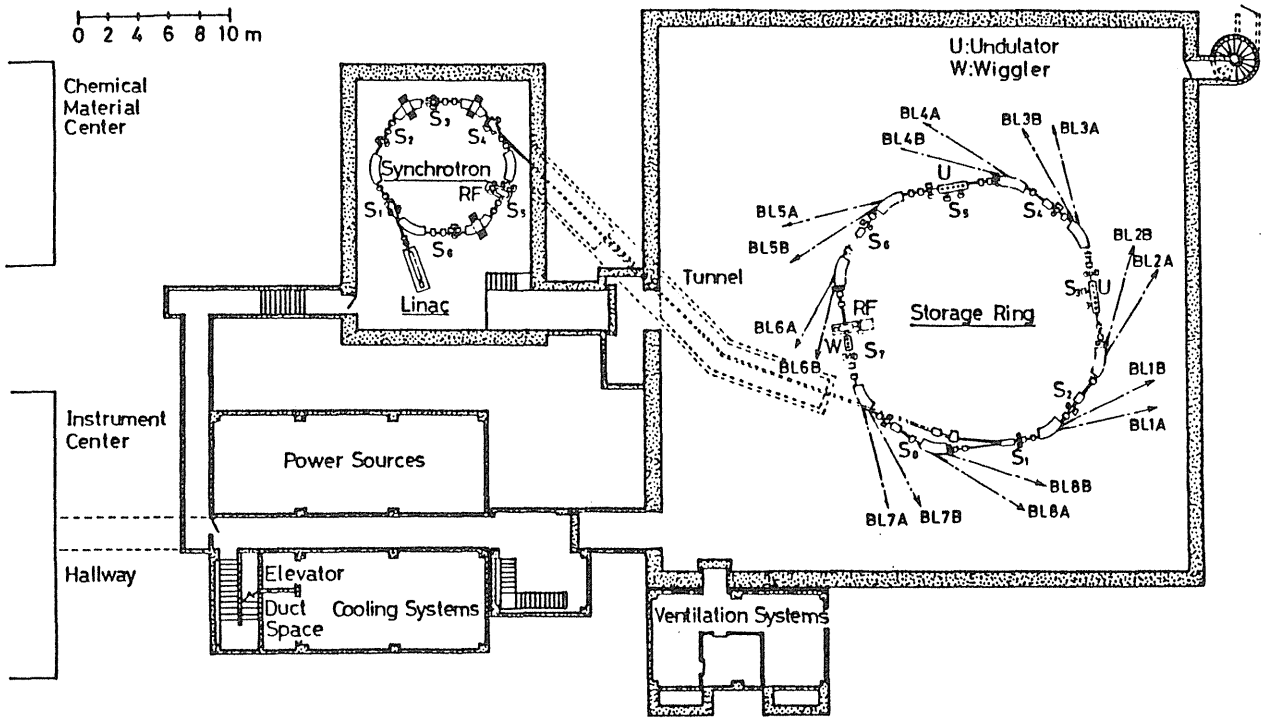 0 2 4 6 8 10 m
Chemical
Material
Center
U:Undulator
W:Wiggler
S₂
S₃
S₄
Synchrotron
RF
S₁
S₅
S₆
Linac
Tunnel
BL4A
BL4B
BL3B
BL3A
U
S₅
S₄
BL5A
BL5B
S₆
BL2B
BL2A
S₃
U
Storage Ring
RF
W
S₇
BL6A
BL6B
S₂
BL1B
BL1A
S₈
S₁
BL8B
BL8A
BL7A
BL7B
Instrument
Center
Power Sources
Hallway
Elevator
Duct
Space
Cooling Systems
Ventilation Systems